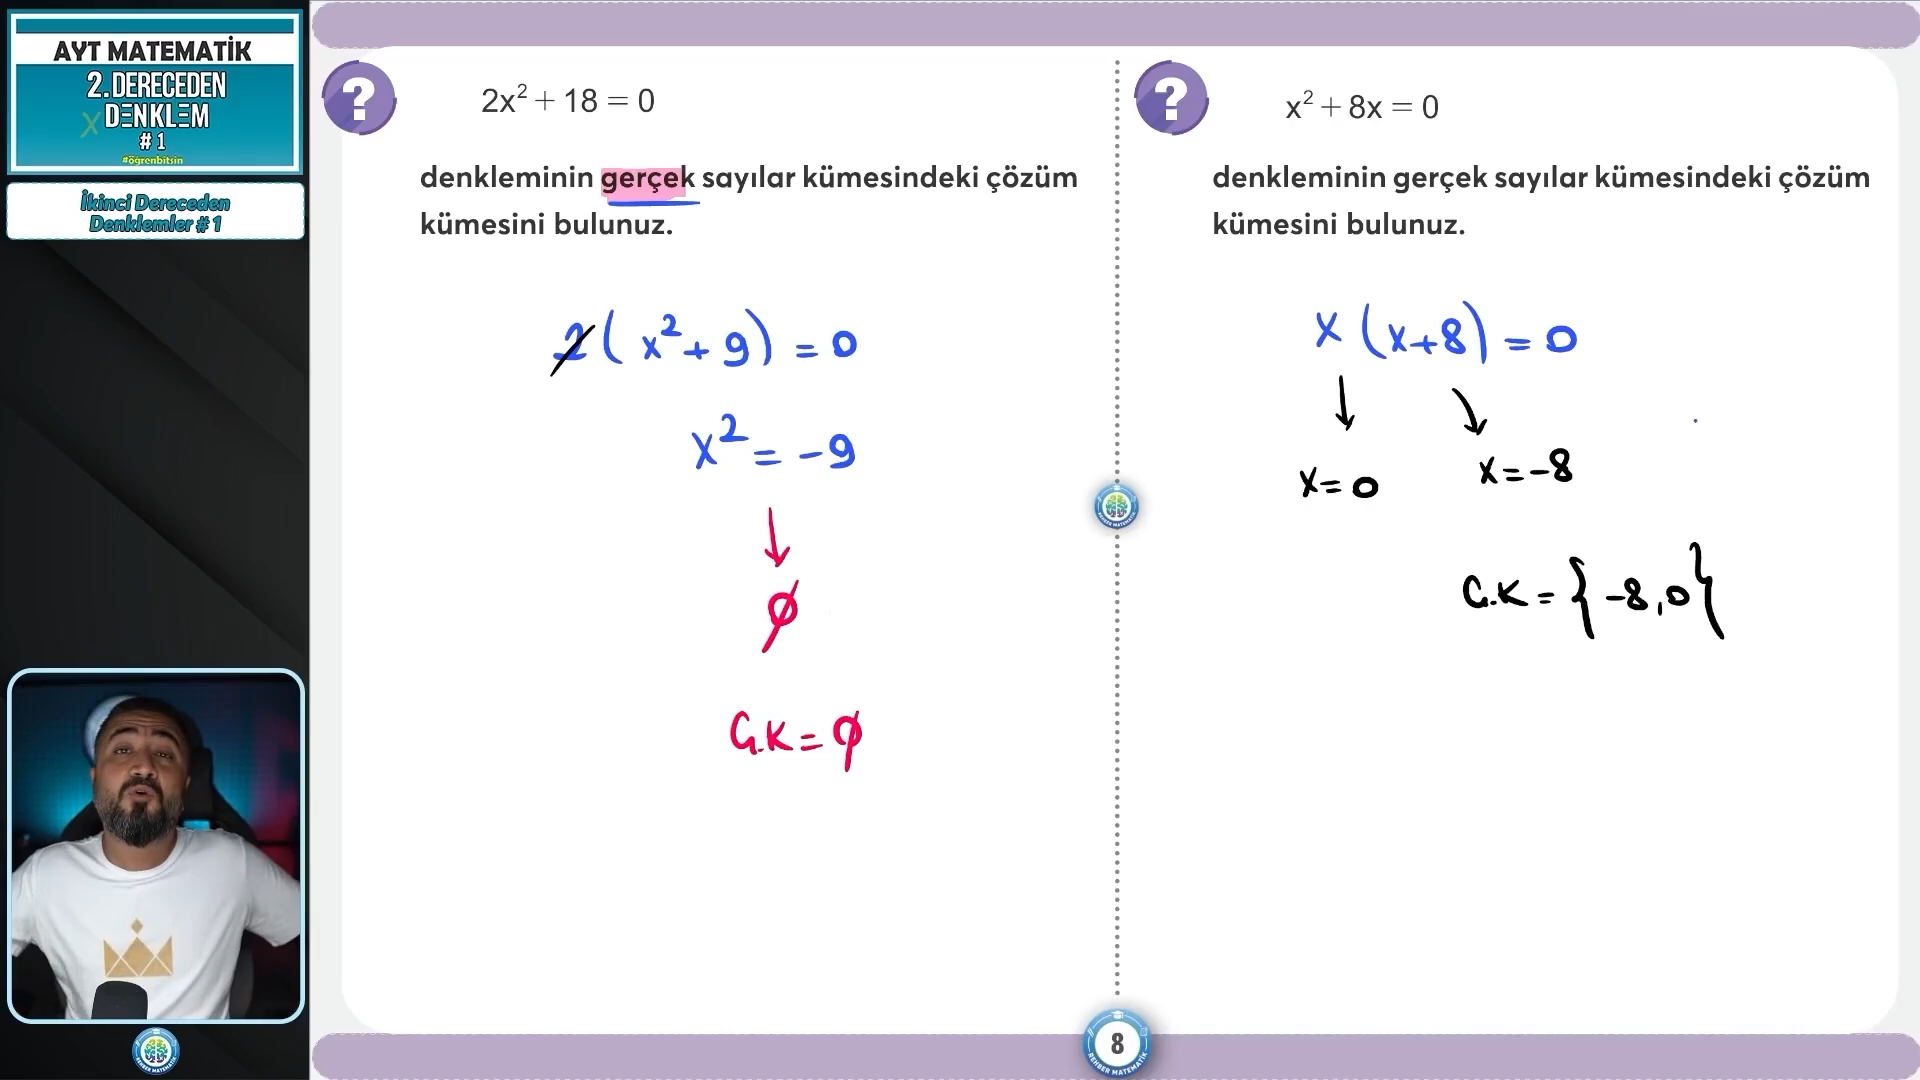 AYT MATEMATİK
2. DERECEDEN
X DENKLEM
# 1
#öğrenbitsin
İkinci Dereceden
Denklemler # 1
?
2x² + 18 = 0
denkleminin gerçek sayılar kümesindeki çözüm
kümesini bulunuz.
2 ( x² + 9 ) = 0
x² = -9
↓
∅
Ç.K = ∅
?
x² + 8x = 0
denkleminin gerçek sayılar kümesindeki çözüm
kümesini bulunuz.
x ( x+8 ) = 0
↓ ↘
x = 0 x = -8
Ç.K = { -8, 0 }
8
REHBER MATEMATİK